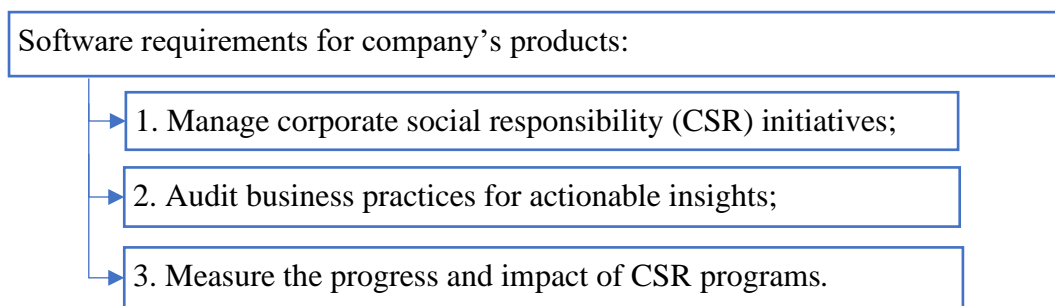 Software requirements for company’s products:
1. Manage corporate social responsibility (CSR) initiatives;
2. Audit business practices for actionable insights;
3. Measure the progress and impact of CSR programs.